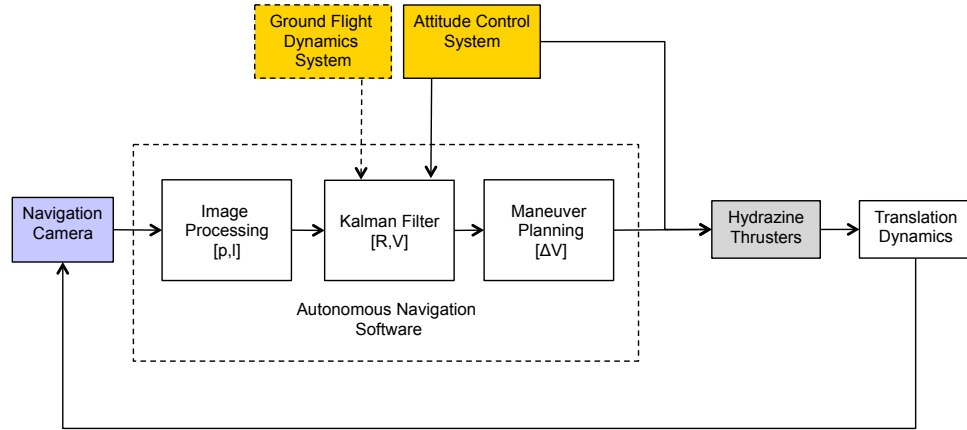 Ground Flight
Dynamics
System
Attitude Control
System
Navigation
Camera
Image
Processing
[p,l]
Kalman Filter
[R,V]
Maneuver
Planning
[ΔV]
Hydrazine
Thrusters
Translation
Dynamics
Autonomous Navigation
Software